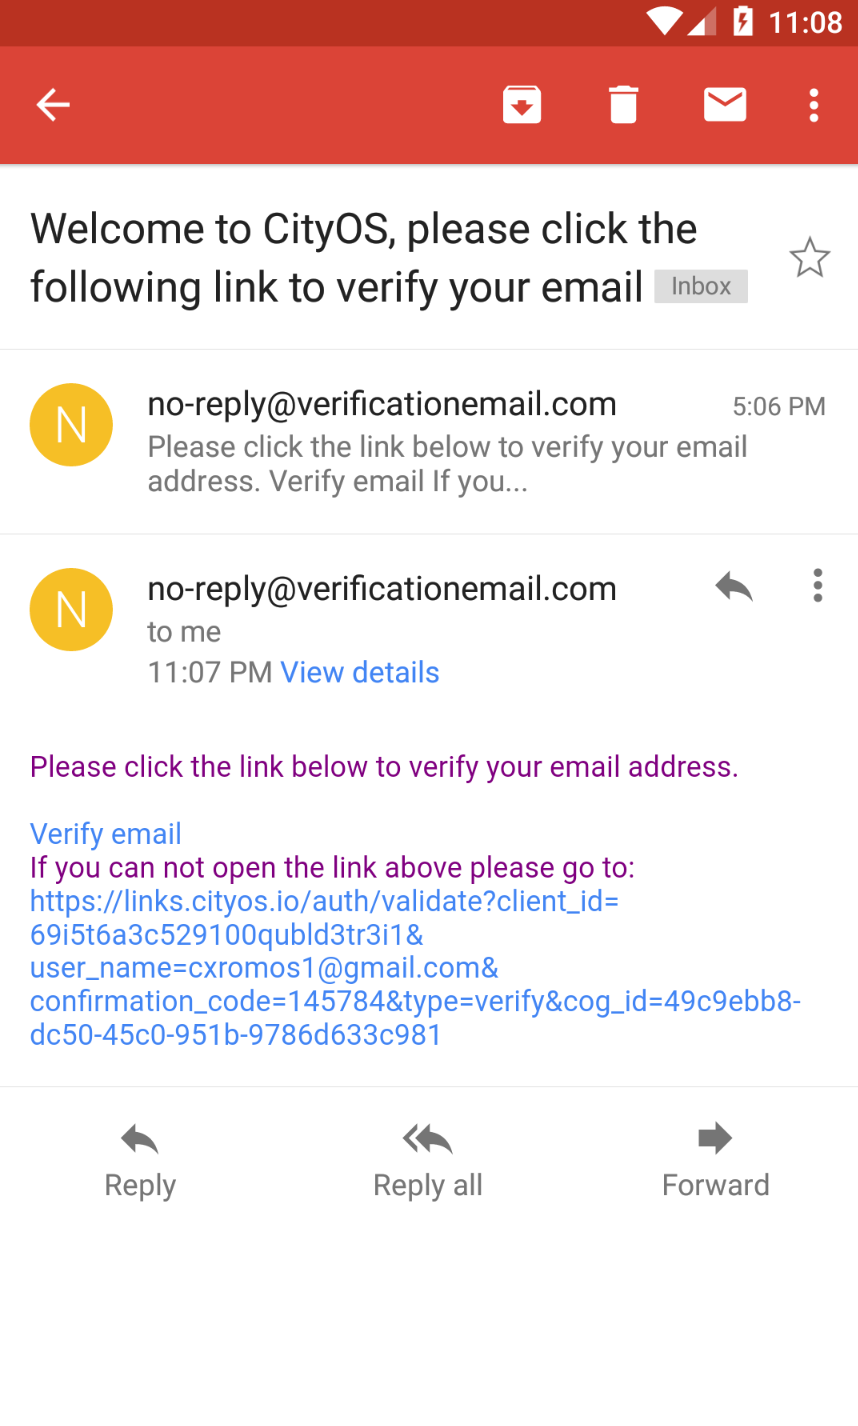 11:08
Welcome to CityOS, please click the
following link to verify your email Inbox
N
no-reply@verificationemail.com 5:06 PM
Please click the link below to verify your email
address. Verify email If you...
N
no-reply@verificationemail.com
to me
11:07 PM View details
Please click the link below to verify your email address.
Verify email
If you can not open the link above please go to:
https://links.cityos.io/auth/validate?client_id=
69i5t6a3c529100qubld3tr3i1&
user_name=cxromos1@gmail.com&
confirmation_code=145784&type=verify&cog_id=49c9ebb8-
dc50-45c0-951b-9786d633c981
Reply Reply all Forward